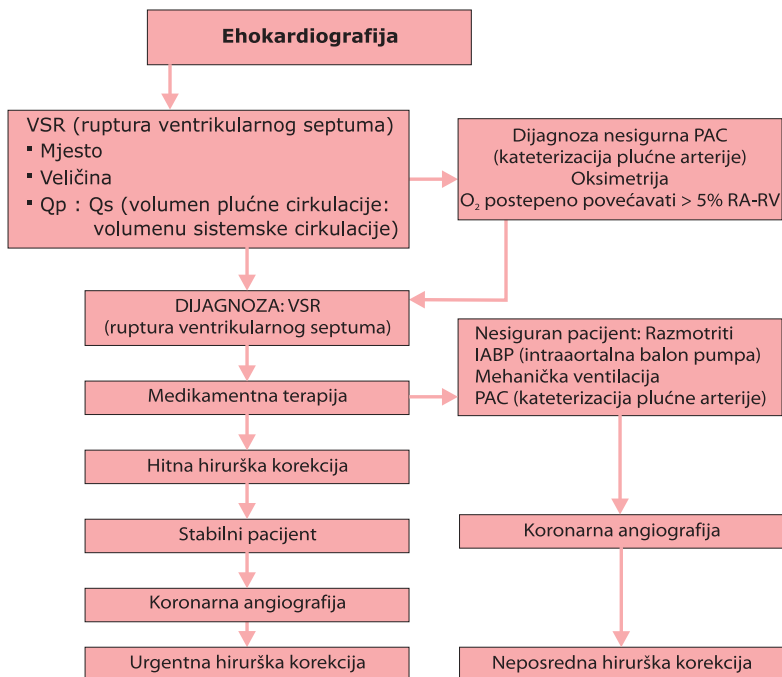 Ehokardiografija
VSR (ruptura ventrikularnog septuma)
▪ Mjesto
▪ Veličina
▪ Qp : Qs (volumen plućne cirkulacije:
volumenu sistemske cirkulacije)
Dijagnoza nesigurna PAC
(kateterizacija plućne arterije)
Oksimetrija
O₂ postepeno povećavati > 5% RA-RV
DIJAGNOZA: VSR
(ruptura ventrikularnog septuma)
Medikamentna terapija
Nesiguran pacijent: Razmotriti
IABP (intraaortalna balon pumpa)
Mehanička ventilacija
PAC (kateterizacija plućne arterije)
Hitna hirurška korekcija
Stabilni pacijent
Koronarna angiografija
Urgentna hirurška korekcija
Koronarna angiografija
Neposredna hirurška korekcija